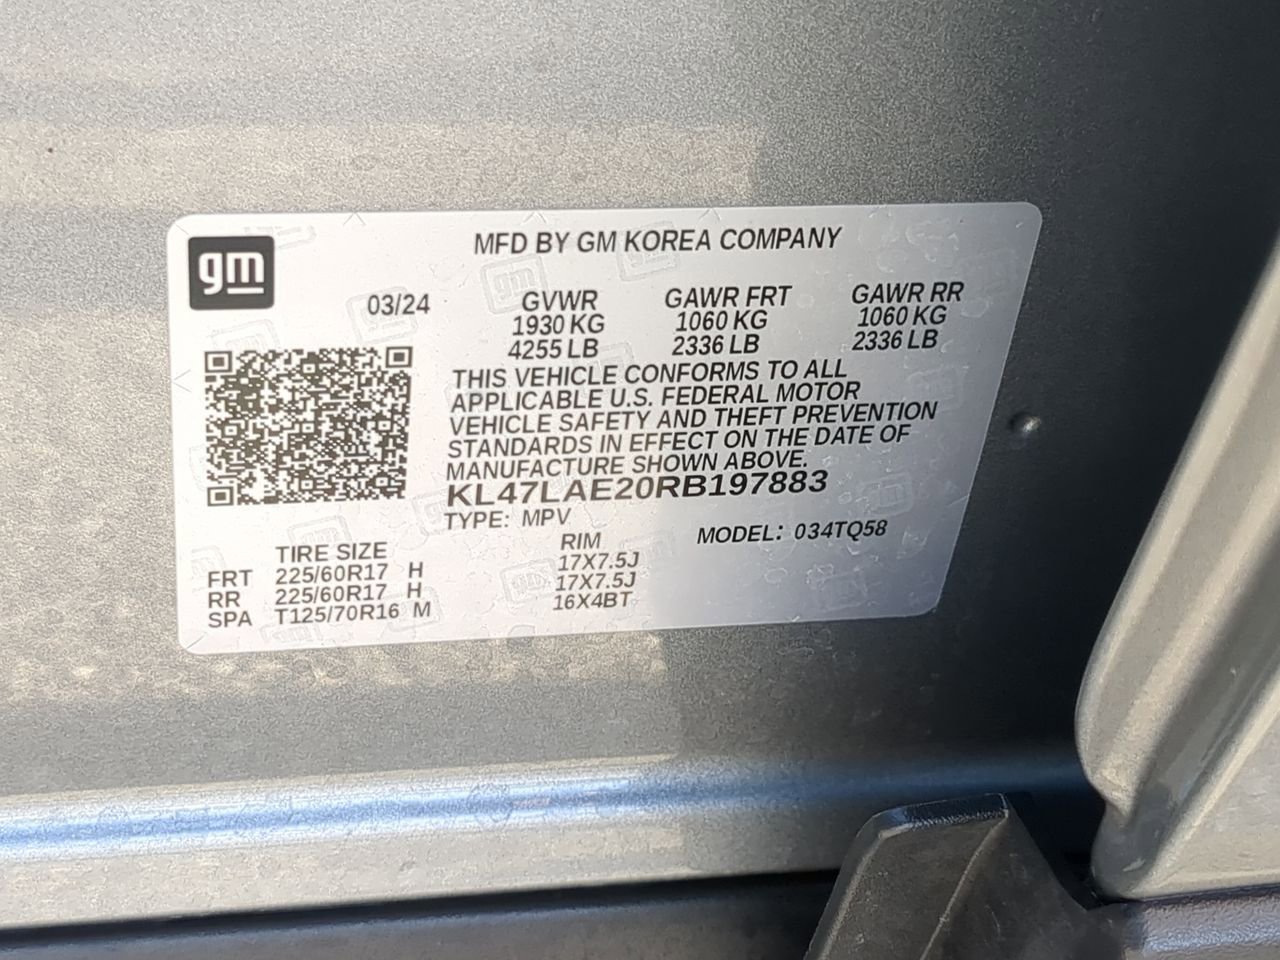 gm
MFD BY GM KOREA COMPANY
03/24 GVWR GAWR FRT GAWR RR
1930 KG 1060 KG 1060 KG
4255 LB 2336 LB 2336 LB
THIS VEHICLE CONFORMS TO ALL
APPLICABLE U.S. FEDERAL MOTOR
VEHICLE SAFETY AND THEFT PREVENTION
STANDARDS IN EFFECT ON THE DATE OF
MANUFACTURE SHOWN ABOVE.
KL47LAE20RB197883
TYPE: MPV MODEL: 034TQ58
TIRE SIZE RIM
FRT 225/60R17 H 17X7.5J
RR 225/60R17 H 17X7.5J
SPA T125/70R16 M 16X4BT